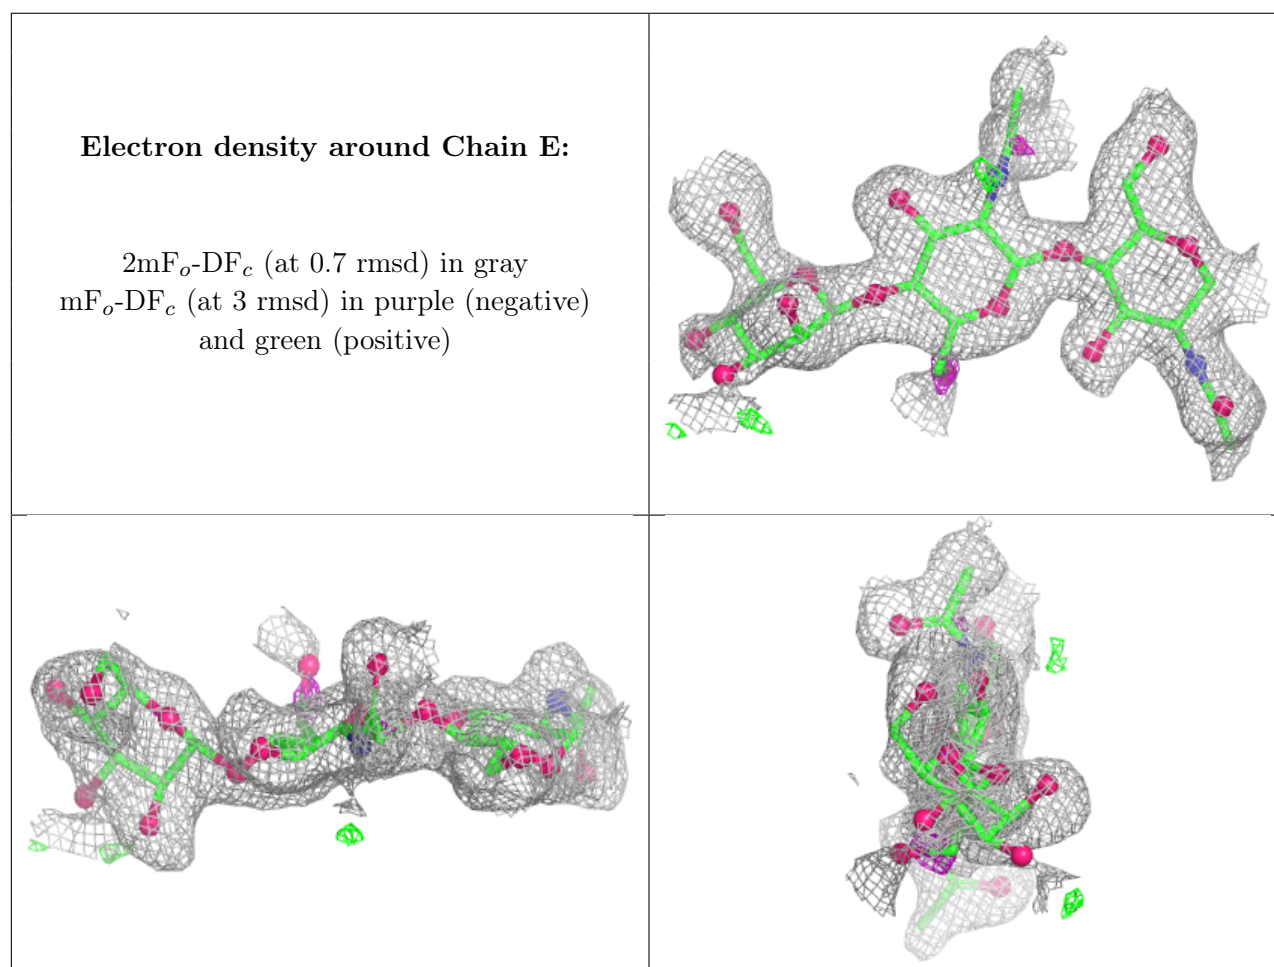 Electron density around Chain E:
2mFo-DFc (at 0.7 rmsd) in gray
mFo-DFc (at 3 rmsd) in purple (negative)
and green (positive)